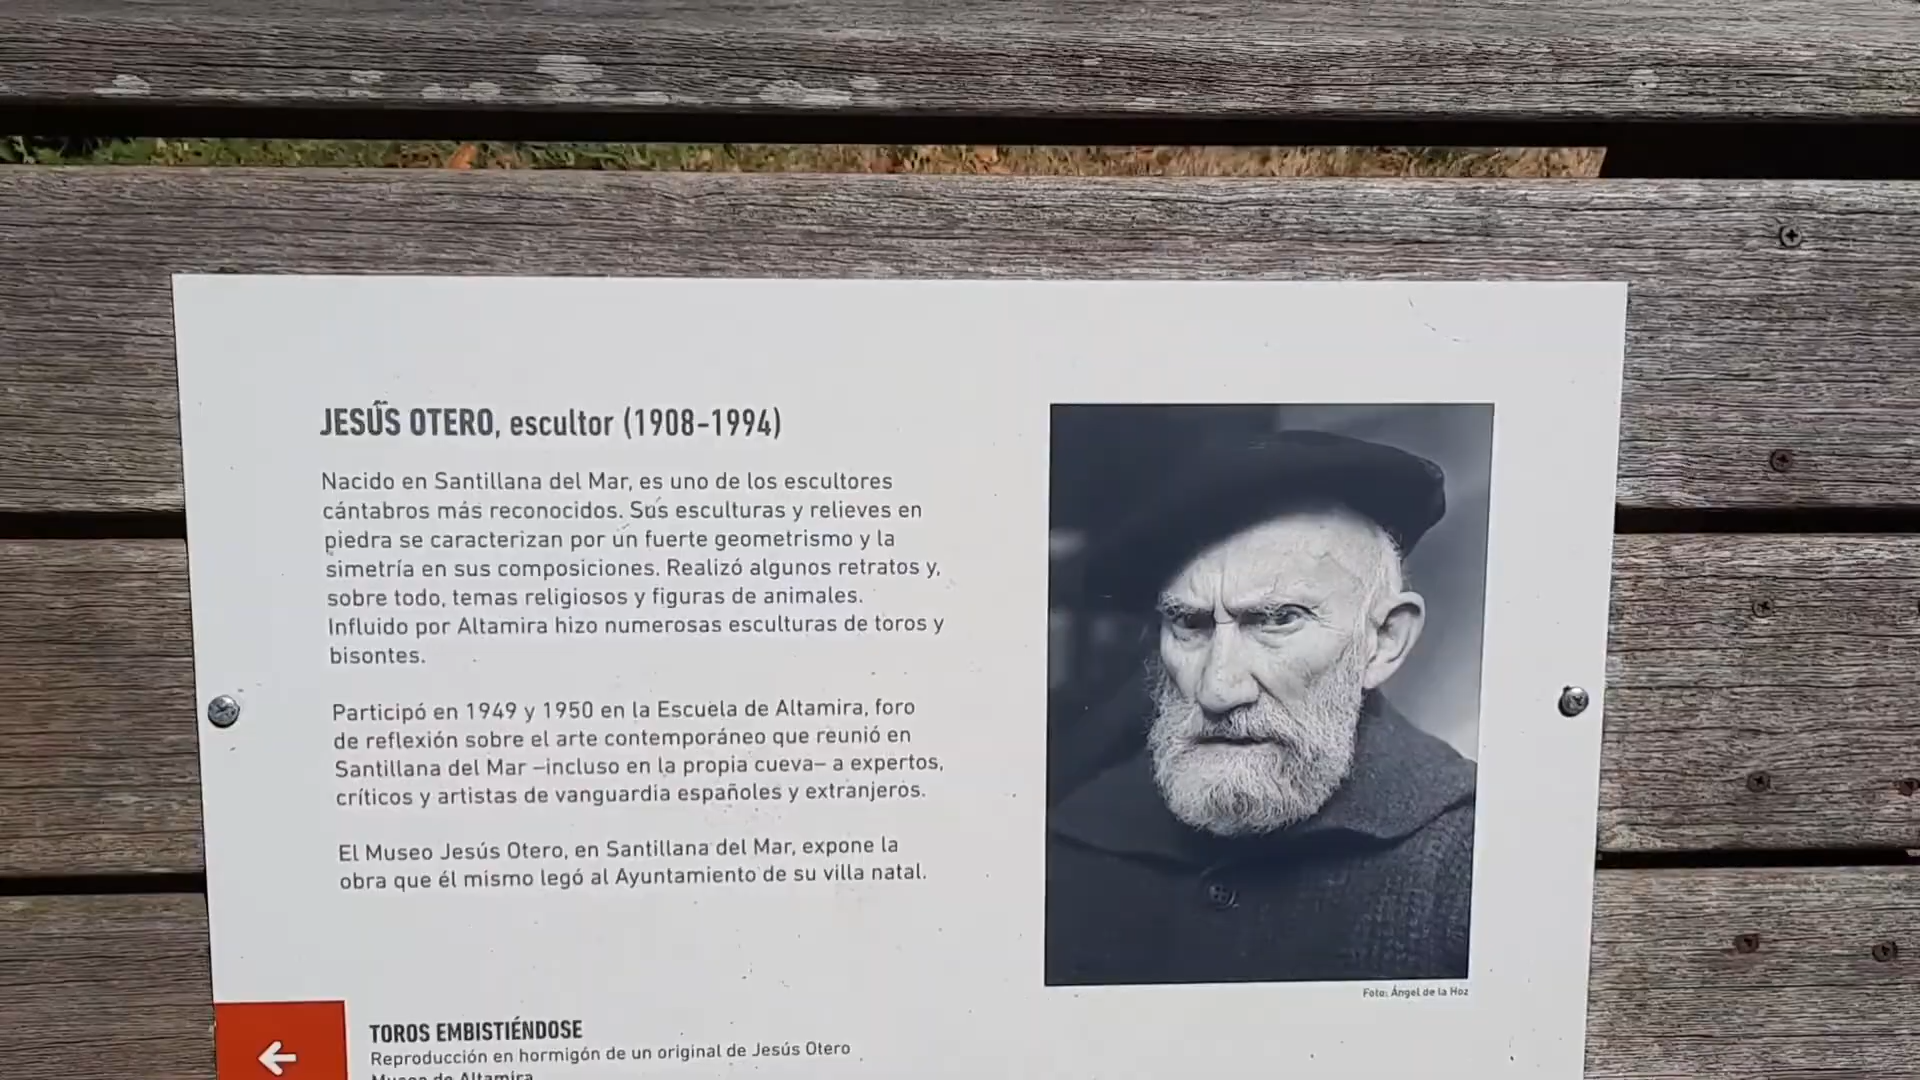 JESÚS OTERO, escultor (1908-1994)
Nacido en Santillana del Mar, es uno de los escultores
cántabros más reconocidos. Sus esculturas y relieves en
piedra se caracterizan por un fuerte geometrismo y la
simetría en sus composiciones. Realizó algunos retratos y,
sobre todo, temas religiosos y figuras de animales.
Influido por Altamira hizo numerosas esculturas de toros y
bisontes.
Participó en 1949 y 1950 en la Escuela de Altamira, foro
de reflexión sobre el arte contemporáneo que reunió en
Santillana del Mar –incluso en la propia cueva– a expertos,
críticos y artistas de vanguardia españoles y extranjeros.
El Museo Jesús Otero, en Santillana del Mar, expone la
obra que él mismo legó al Ayuntamiento de su villa natal.
Foto: Ángel de la Hoz
TOROS EMBISTIÉNDOSE
Reproducción en hormigón de un original de Jesús Otero
Museo de Altamira